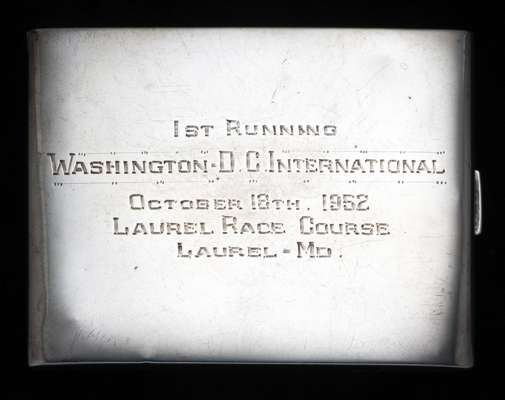 1ST RUNNING
WASHINGTON-D.C. INTERNATIONAL
OCTOBER 18TH, 1952
LAUREL RACE COURSE
LAUREL - MD.